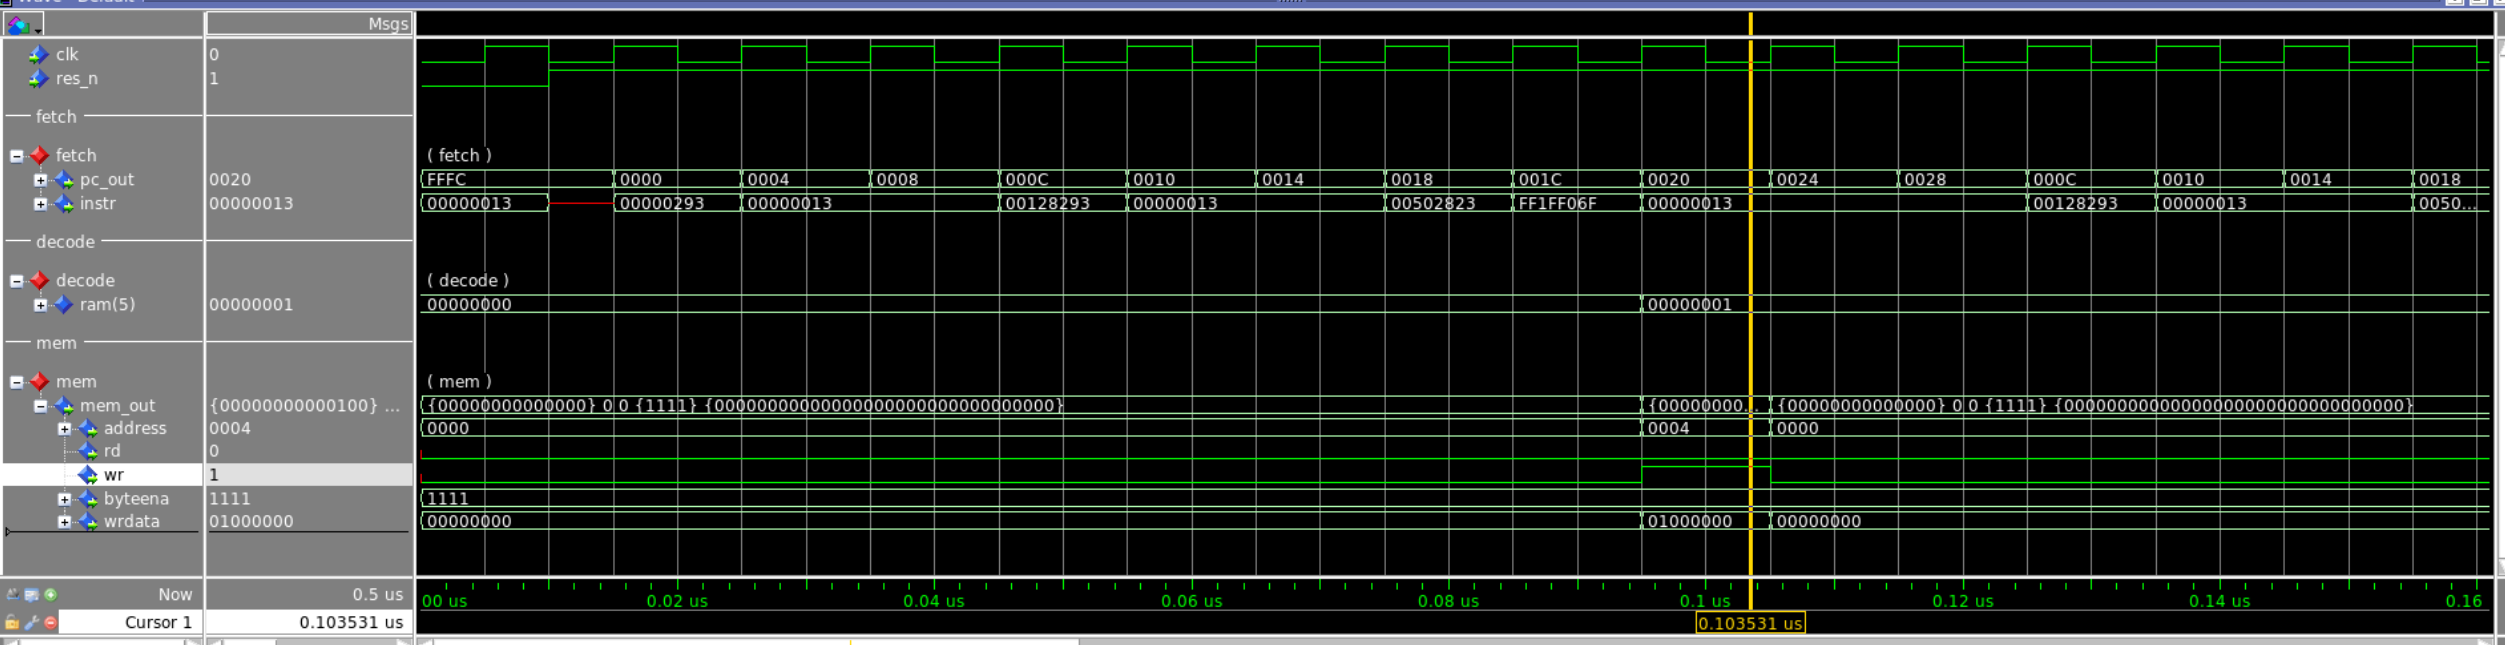 Wave - Default
Msgs
clk 0
res_n 1
fetch
fetch ( fetch )
pc_out 0020 FFFC 0000 0004 0008 000C 0010 0014 0018 001C 0020 0024 0028 000C 0010 0014 0018
instr 00000013 00000013 00000293 00000013 00128293 00000013 00502823 FF1FF06F 00000013 00128293 00000013 0050...
decode
decode ( decode )
ram(5) 00000001 00000000 00000001
mem
mem ( mem )
mem_out {00000000000100} ... {00000000000000} 0 0 {1111} {00000000000000000000000000000000} {00000000... {00000000000000} 0 0 {1111} {00000000000000000000000000000000}
address 0004 0000 0004 0000
rd 0
wr 1
byteena 1111 1111
wrdata 01000000 00000000 01000000 00000000
Now 0.5 us 00 us 0.02 us 0.04 us 0.06 us 0.08 us 0.1 us 0.12 us 0.14 us 0.16
Cursor 1 0.103531 us 0.103531 us